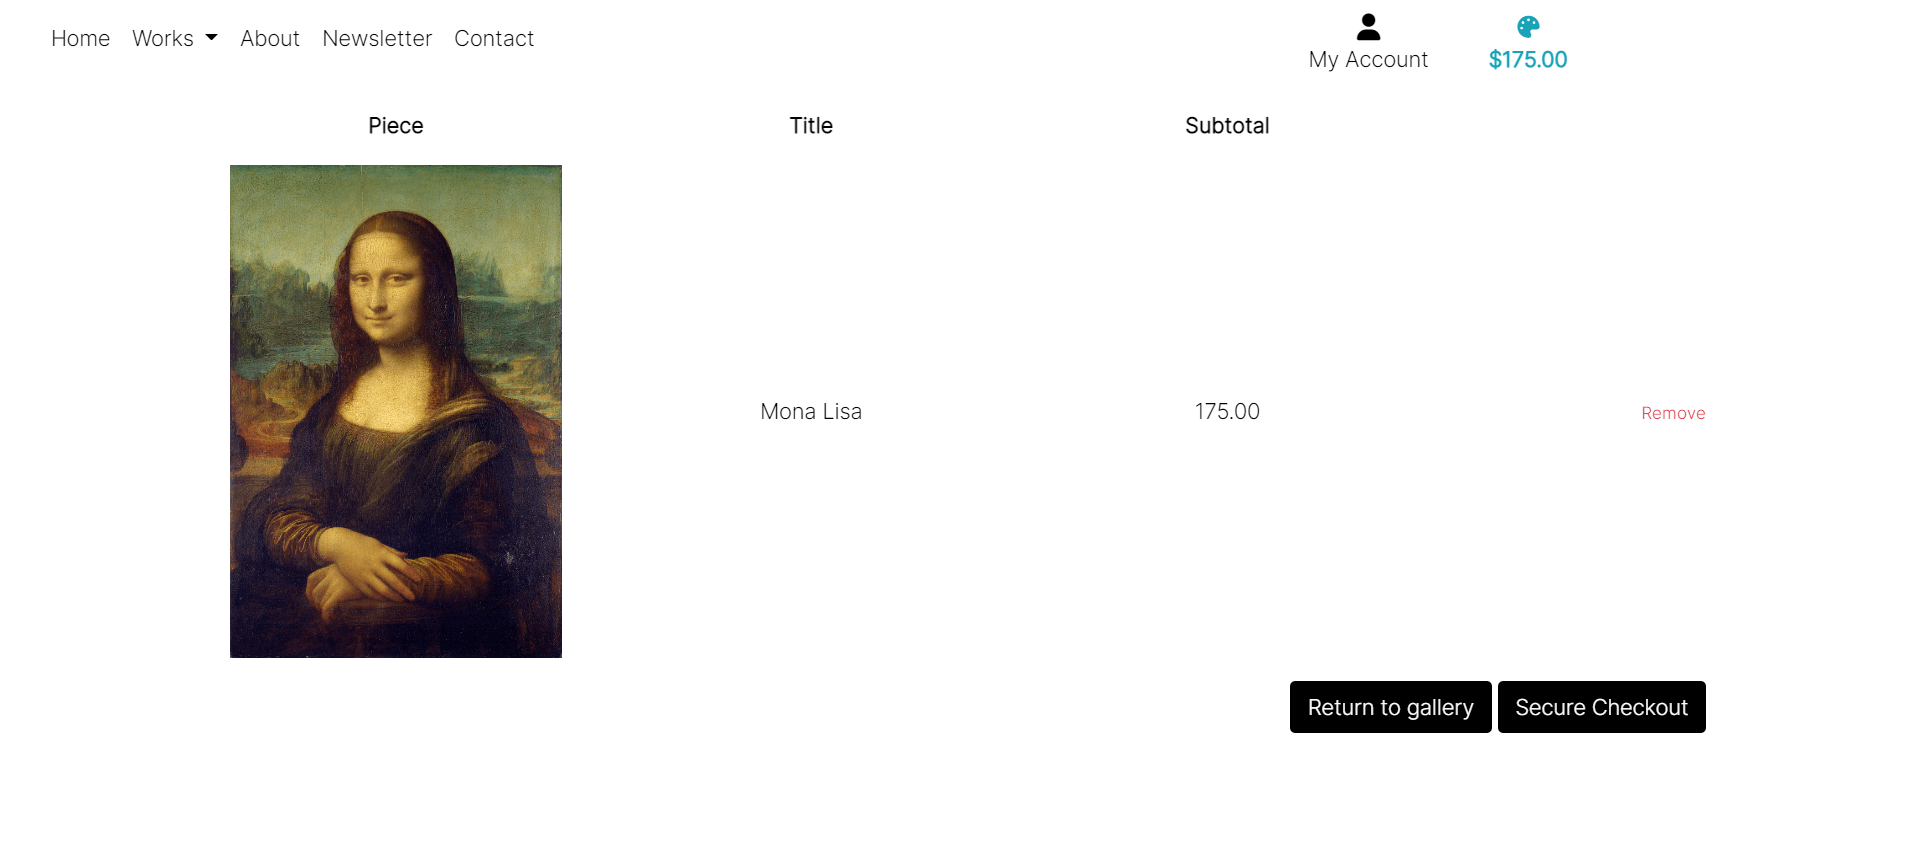 Home Works About Newsletter Contact
My Account $175.00
Piece Title Subtotal
Mona Lisa 175.00 Remove
Return to gallery Secure Checkout